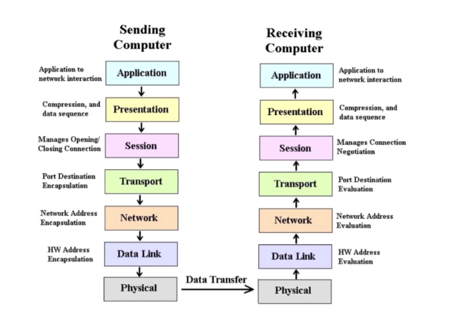 Sending
Computer
Receiving
Computer
Application to
network interaction
Application
Application
Application to
network interaction
Compression, and
data sequence
Presentation
Presentation
Compression, and
data sequence
Manages Opening/
Closing Connection
Session
Session
Manages Connection
Negotiation
Port Destination
Encapsulation
Transport
Transport
Port Destination
Evaluation
Network Address
Encapsulation
Network
Network
Network Address
Evaluation
HW Address
Encapsulation
Data Link
Data Link
HW Address
Evaluation
Physical
Data Transfer
Physical